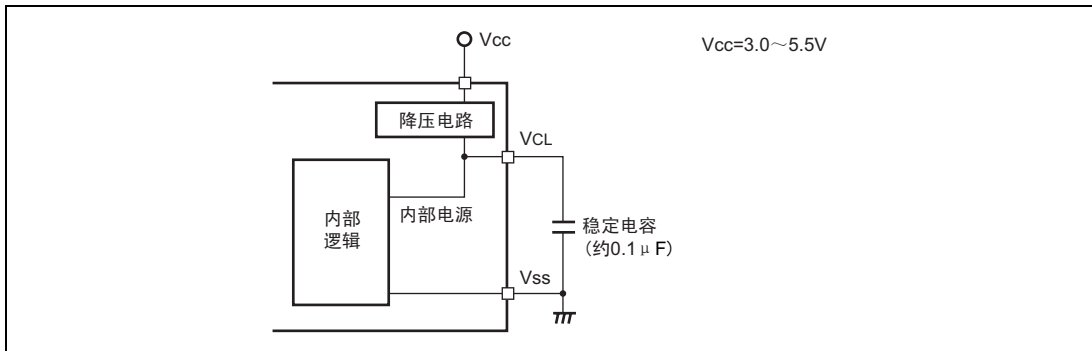 Vcc
Vcc=3.0～5.5V
降压电路
VCL
内部电源
内部
逻辑
稳定电容
(约0.1μF)
Vss